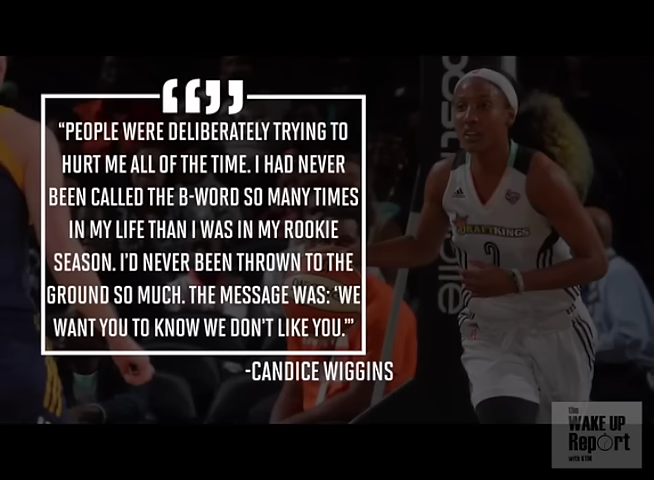 “PEOPLE WERE DELIBERATELY TRYING TO
HURT ME ALL OF THE TIME. I HAD NEVER
BEEN CALLED THE B-WORD SO MANY TIMES
IN MY LIFE THAN I WAS IN MY ROOKIE
SEASON. I’D NEVER BEEN THROWN TO THE
GROUND SO MUCH. THE MESSAGE WAS: ‘WE
WANT YOU TO KNOW WE DON’T LIKE YOU.’”
-CANDICE WIGGINS
DRAFTKINGS
2
the
WAKE UP
Report